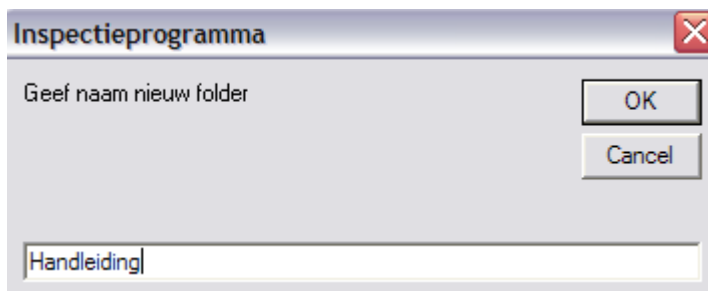 Inspectieprogramma
Geef naam nieuw folder
OK
Cancel
Handleiding